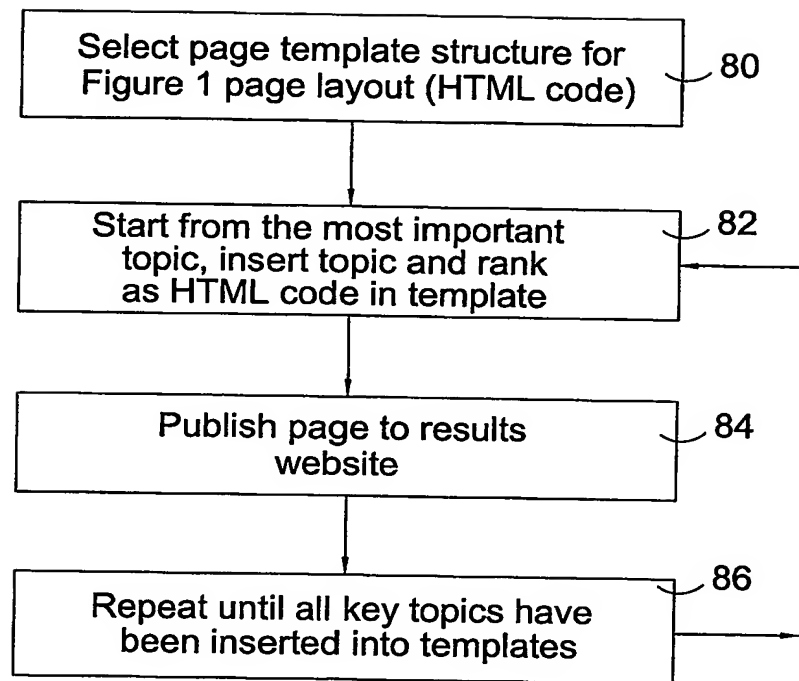 Select page template structure for
Figure 1 page layout (HTML code)
80
Start from the most important
topic, insert topic and rank
as HTML code in template
82
Publish page to results
website
84
Repeat until all key topics have
been inserted into templates
86